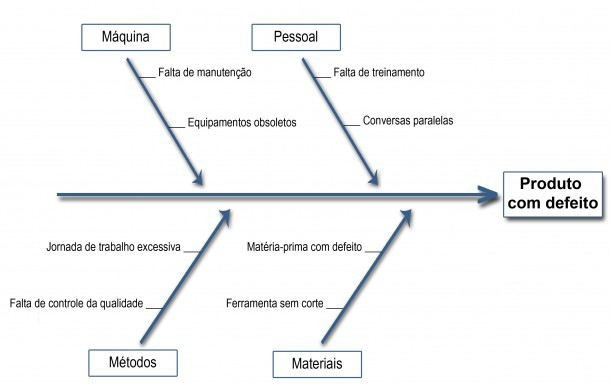 Máquina
Pessoal
Falta de manutenção
Falta de treinamento
Equipamentos obsoletos
Conversas paralelas
Produto
com defeito
Jornada de trabalho excessiva
Matéria-prima com defeito
Falta de controle da qualidade
Ferramenta sem corte
Métodos
Materiais